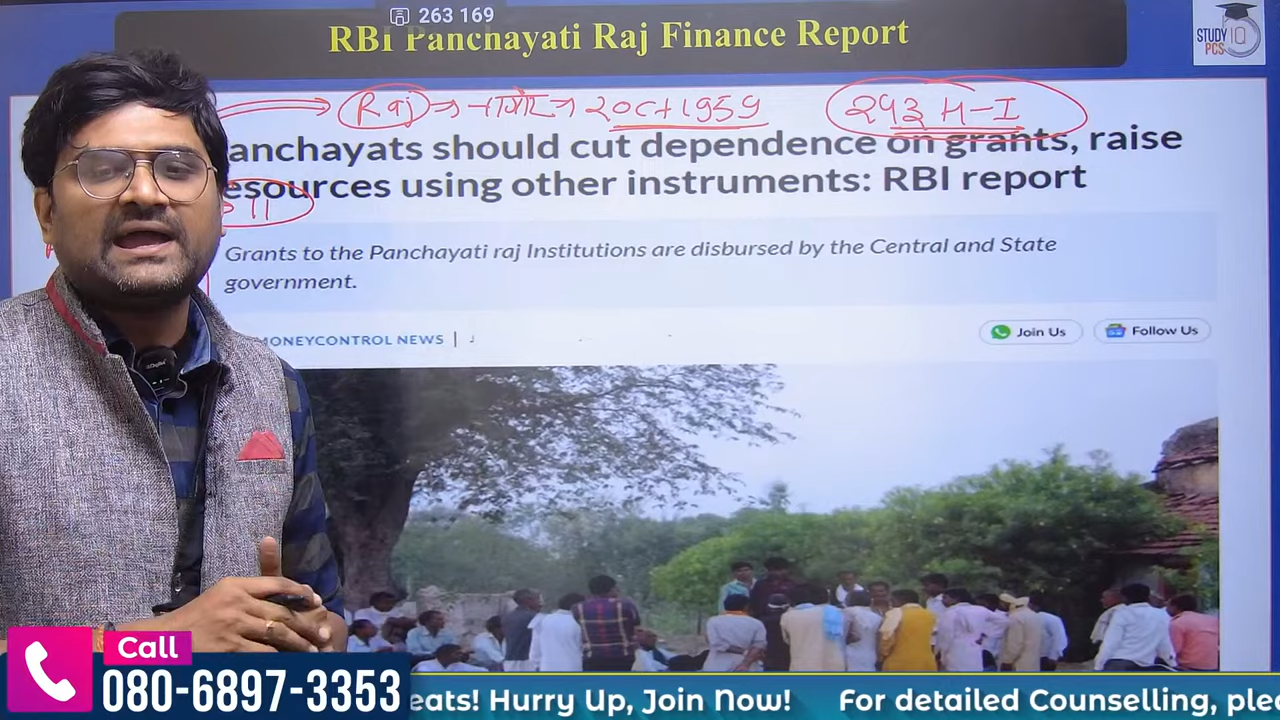 263 169
RBI Panchayati Raj Finance Report
STUDY IQ
PCS
Raj → नागौर → 2 Oct 1959
243 H-I
anchayats should cut dependence on grants, raise
esources using other instruments: RBI report
11
Grants to the Panchayati raj Institutions are disbursed by the Central and State
government.
MONEYCONTROL NEWS |
Join Us
Follow Us
Call
080-6897-3353
eats! Hurry Up, Join Now! For detailed Counselling, ple